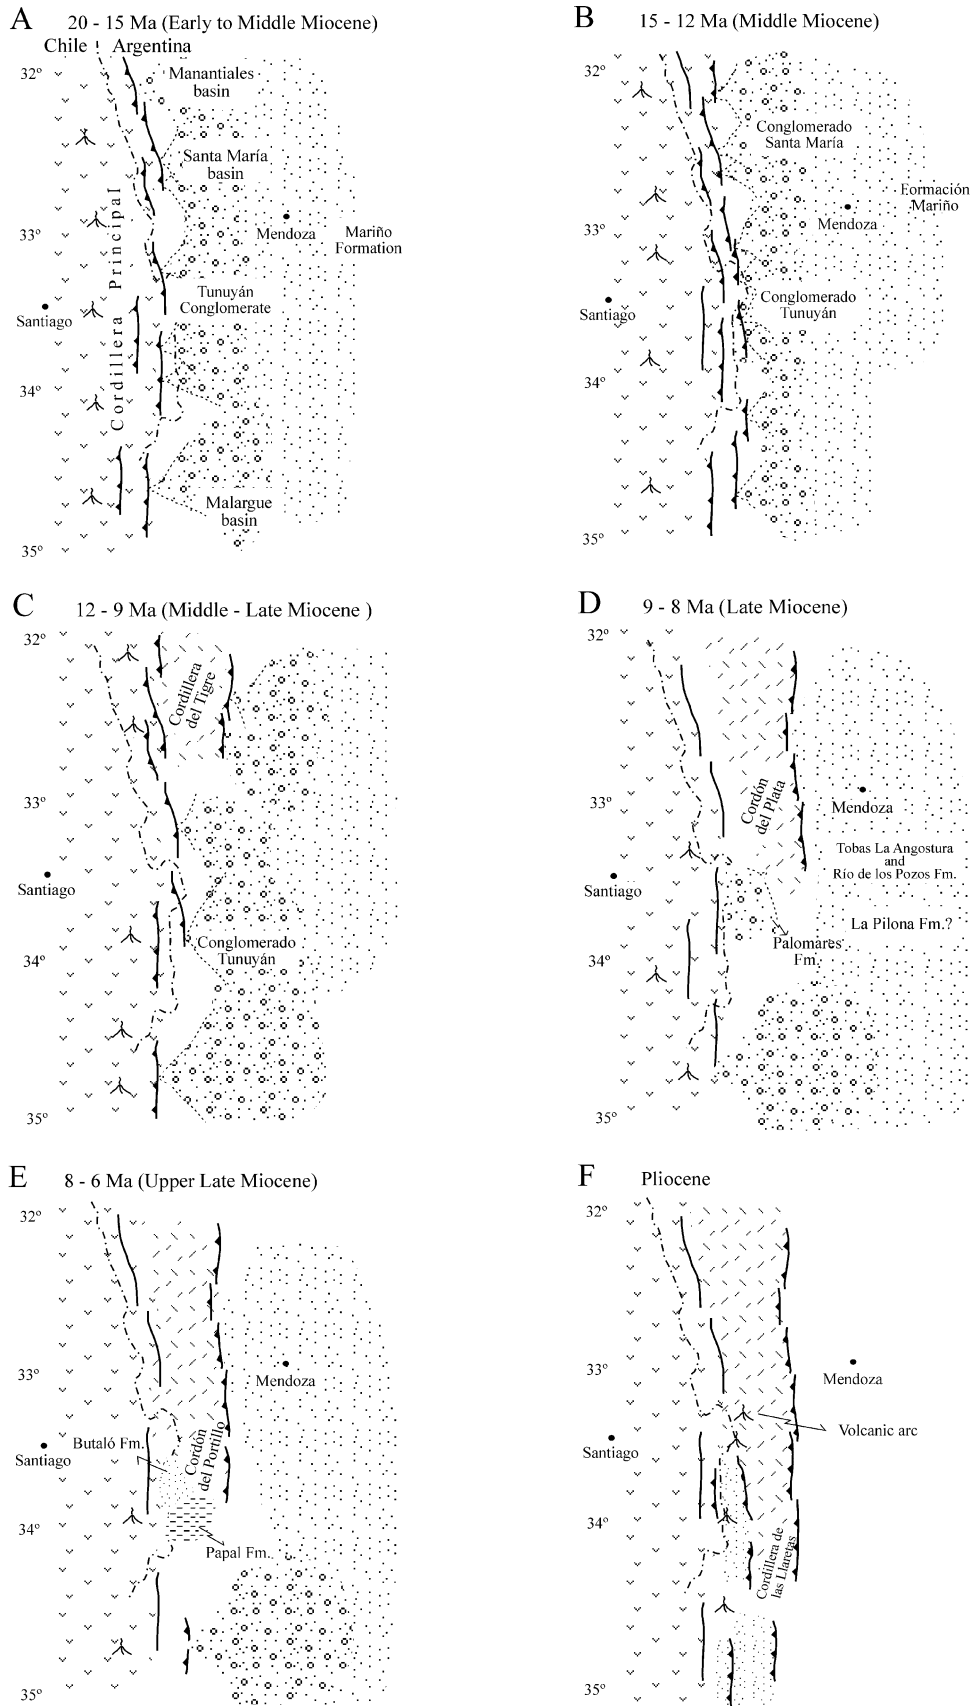 A
20 - 15 Ma (Early to Middle Miocene)
Chile
Argentina
32º
Manantiales
basin
Santa María
basin
33º
Mendoza
Mariño
Formation
Cordillera Principal
Tunuyán
Conglomerate
Santiago
34º
Malargue
basin
35º
B
15 - 12 Ma (Middle Miocene)
32º
Conglomerado
Santa María
Formación
Mariño
33º
Mendoza
Conglomerado
Tunuyán
Santiago
34º
35º
C
12 - 9 Ma (Middle - Late Miocene )
32º
Cordillera
del Tigre
33º
Santiago
Conglomerado
Tunuyán
34º
35º
D
9 - 8 Ma (Late Miocene)
32º
33º
Cordón
del Plata
Mendoza
Tobas La Angostura
and
Río de los Pozos Fm.
Santiago
La Pilona Fm.?
Palomares
Fm.
34º
35º
E
8 - 6 Ma (Upper Late Miocene)
32º
33º
Mendoza
Butaló Fm.
Cordón
del Portillo
Santiago
34º
Papal Fm.
35º
F
Pliocene
32º
33º
Mendoza
Volcanic arc
Santiago
34º
Cordillera de
las Llaretas
35º